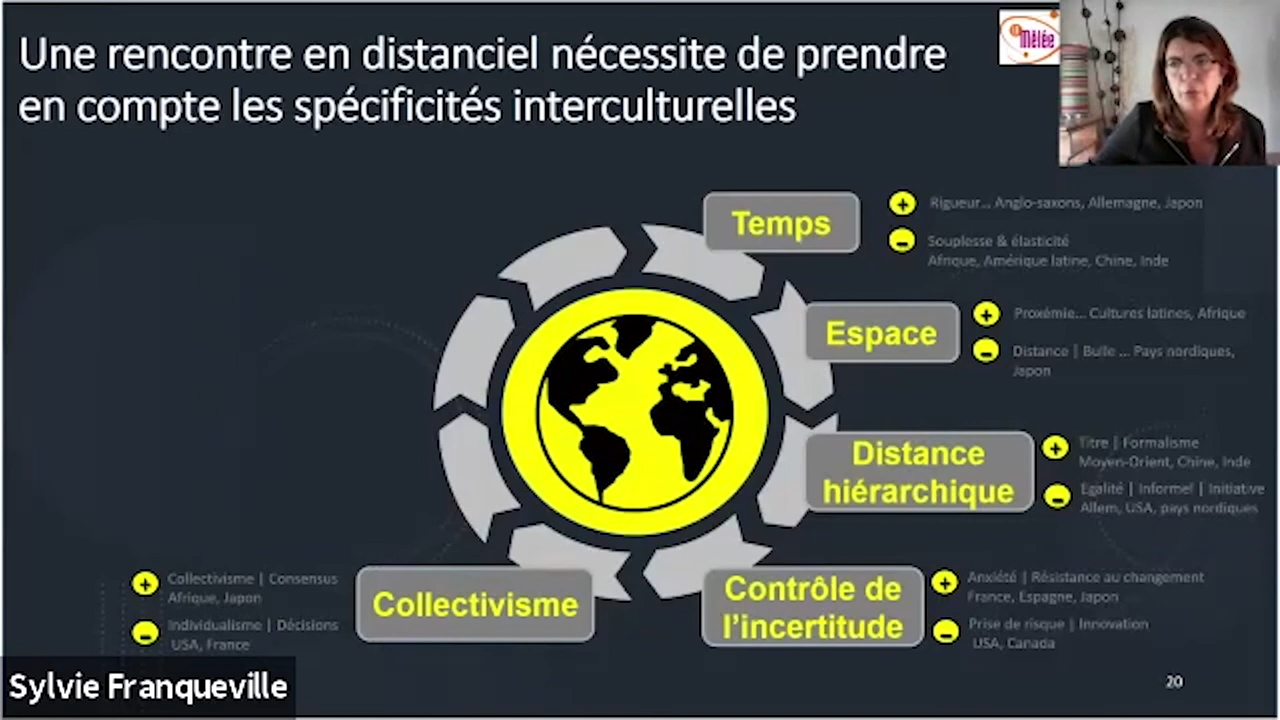 Une rencontre en distanciel nécessite de prendre
en compte les spécificités interculturelles
la
Mêlée
Temps
Rigueur... Anglo-saxons, Allemagne, Japon
Souplesse & élasticité
Afrique, Amérique latine, Chine, Inde
Espace
Proxémie... Cultures latines, Afrique
Distance | Bulle ... Pays nordiques,
Japon
Distance
hiérarchique
Titre | Formalisme
Moyen-Orient, Chine, Inde
Egalité | Informel | Initiative
Allem, USA, pays nordiques
Contrôle de
l'incertitude
Anxiété | Résistance au changement
France, Espagne, Japon
Prise de risque | Innovation
USA, Canada
Collectivisme
Collectivisme | Consensus
Afrique, Japon
Individualisme | Décisions
USA, France
Sylvie Franqueville
20